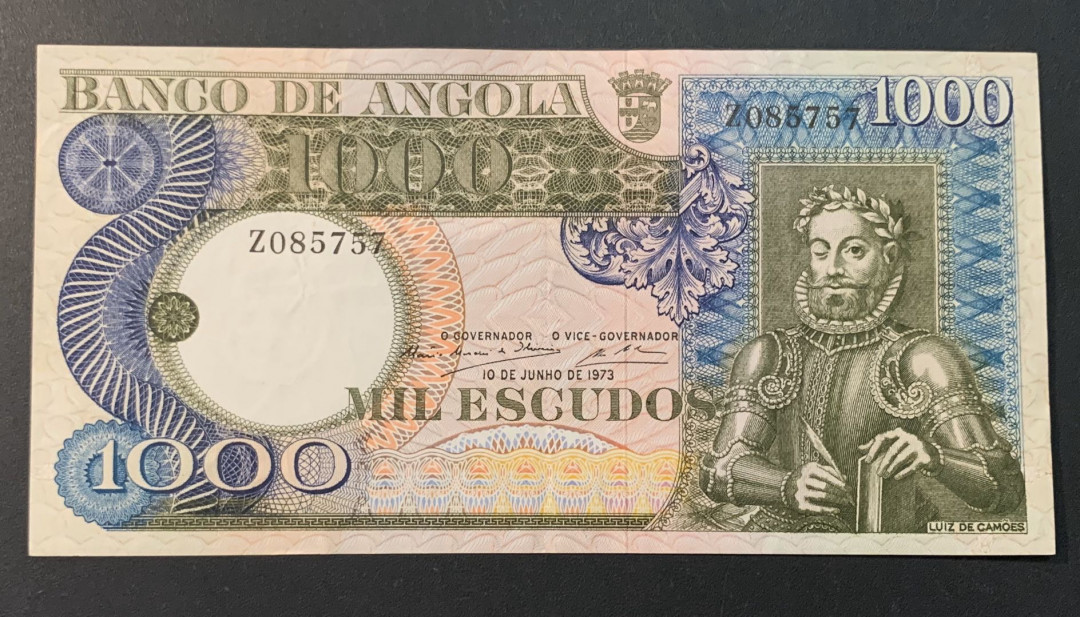 BANCO DE ANGOLA
1000
Z085757
1000
Z085757
O GOVERNADOR O VICE-GOVERNADOR
10 DE JUNHO DE 1973
MIL ESCUDOS
1000
LUIZ DE CAMOES